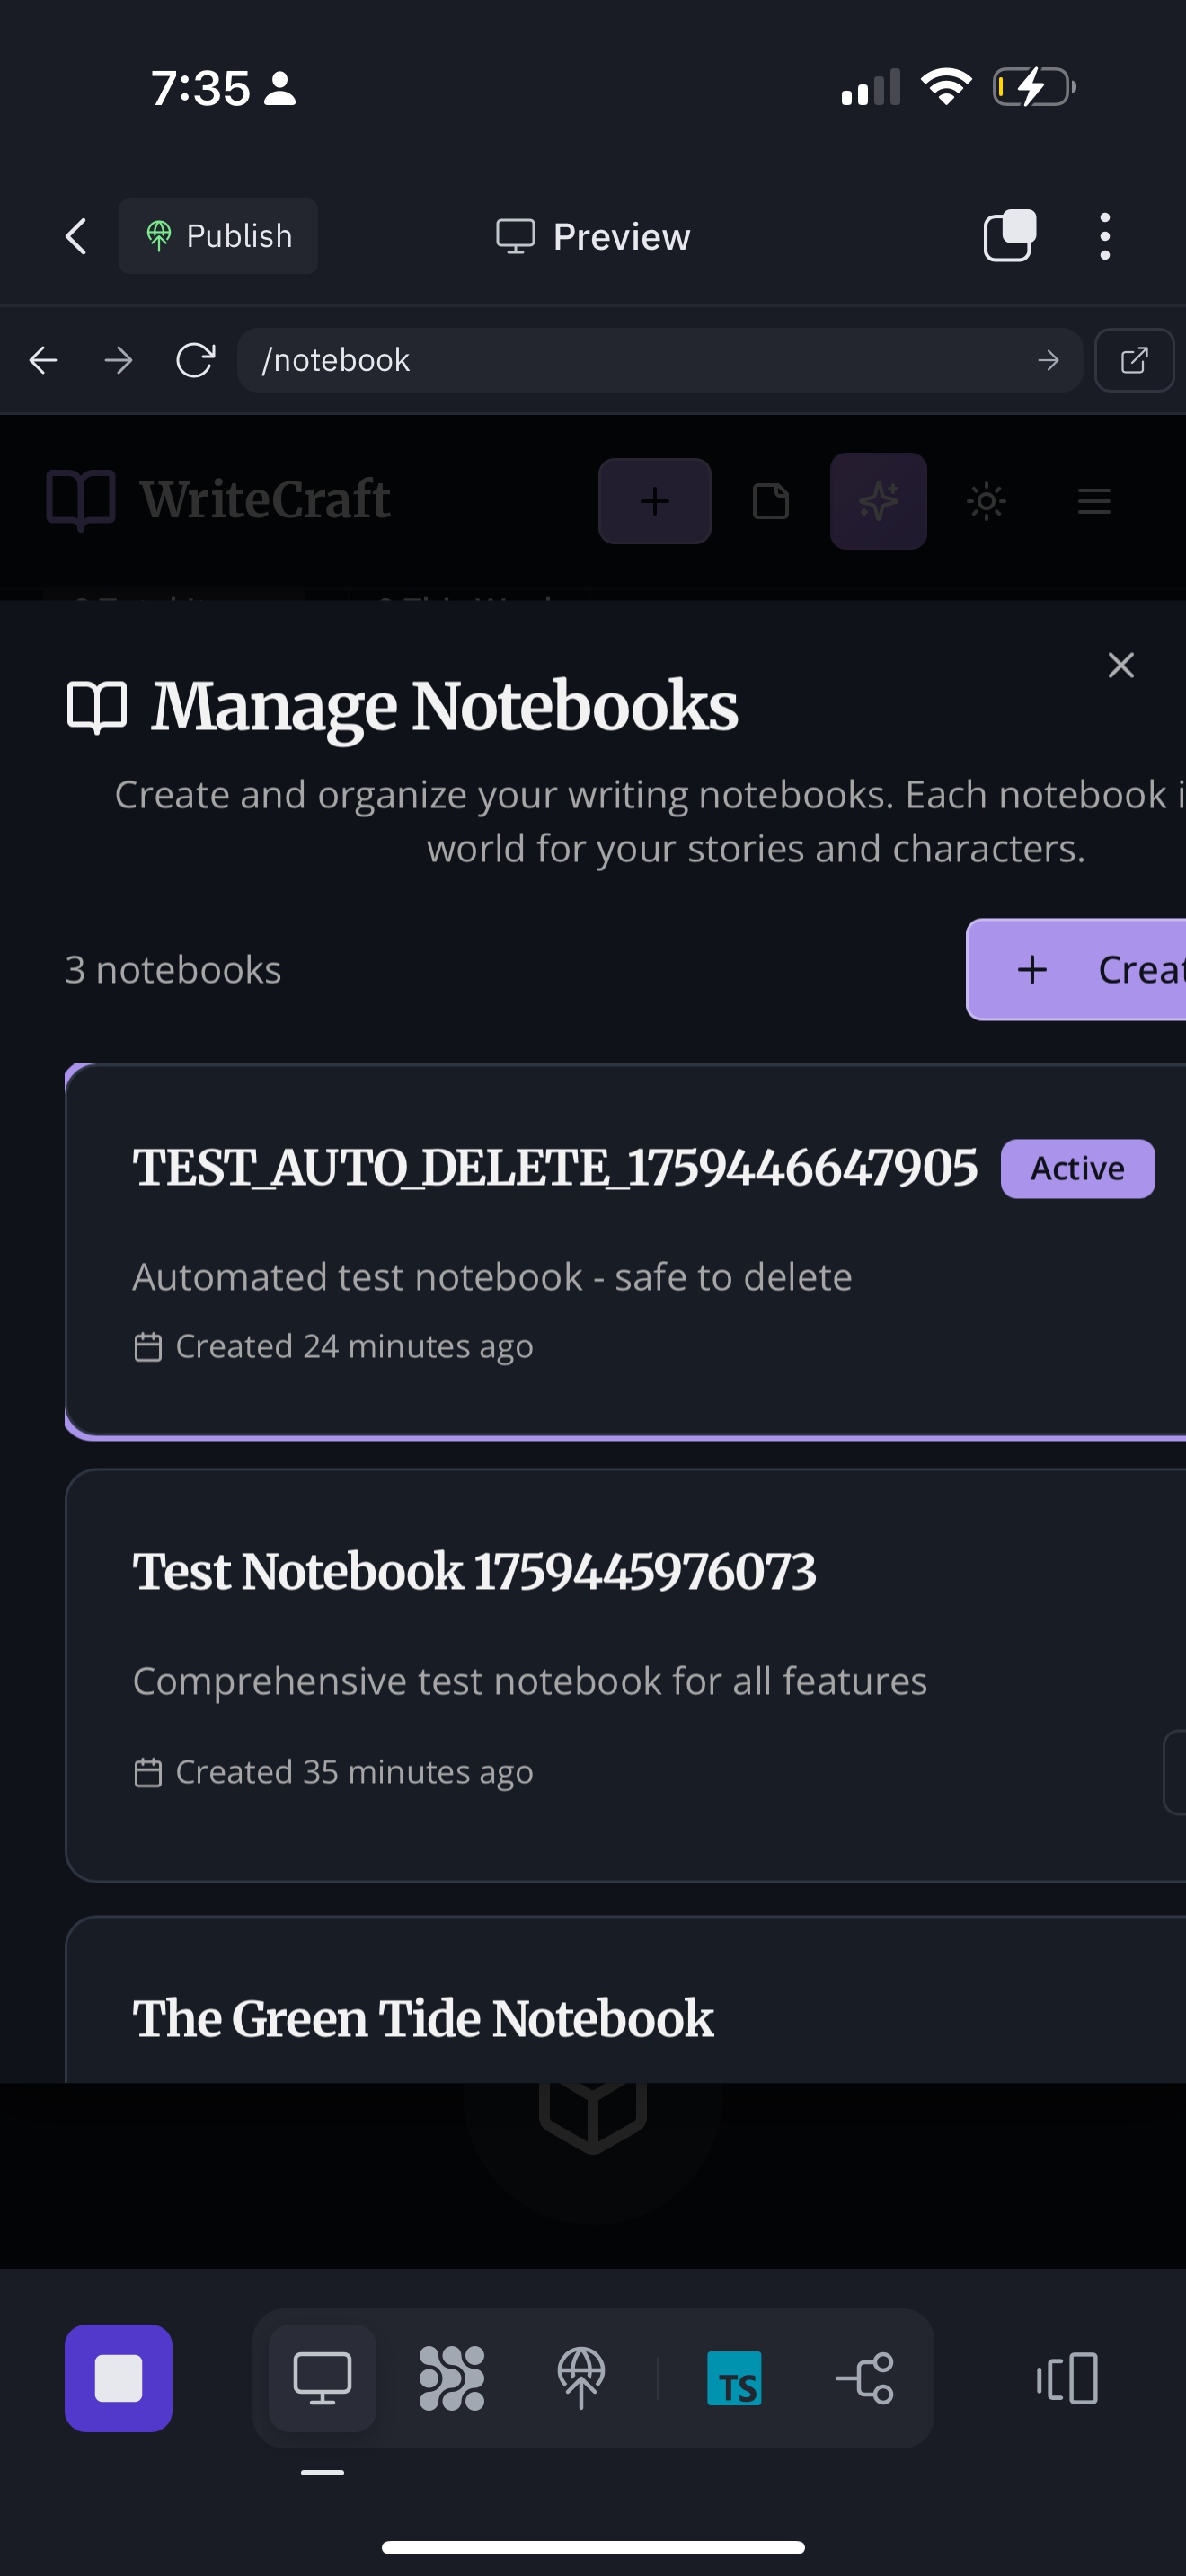 7:35
Publish
Preview
/notebook
WriteCraft
Manage Notebooks
Create and organize your writing notebooks. Each notebook
world for your stories and characters.
3 notebooks
TEST_AUTO_DELETE_1759446647905 Active
Automated test notebook - safe to delete
Created 24 minutes ago
Test Notebook 1759445976073
Comprehensive test notebook for all features
Created 35 minutes ago
The Green Tide Notebook
TS